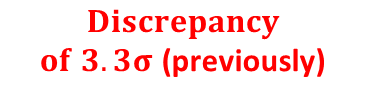 Discrepancy
of 3.3σ (previously)